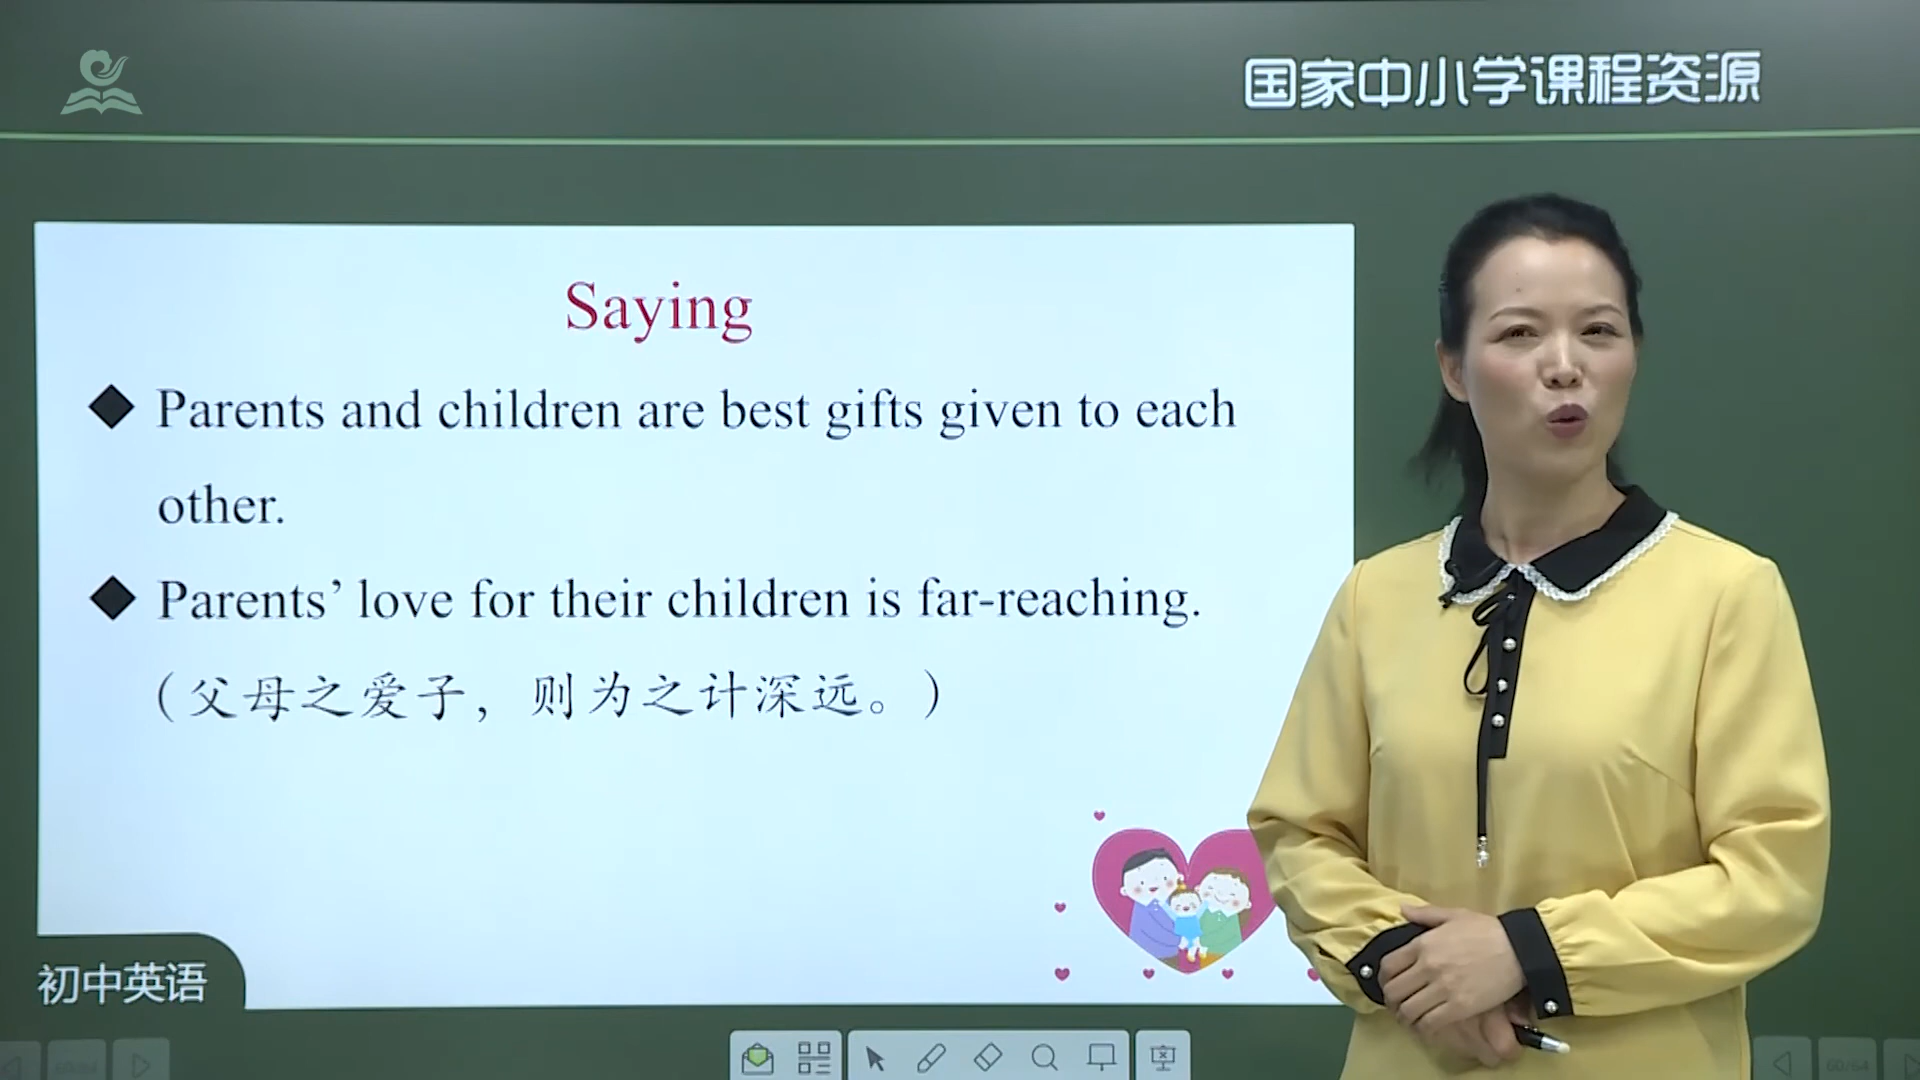 国家中小学课程资源
Saying
◆ Parents and children are best gifts given to each
other.
◆ Parents’ love for their children is far-reaching.
（父母之爱子，则为之计深远。）
初中英语
60/64